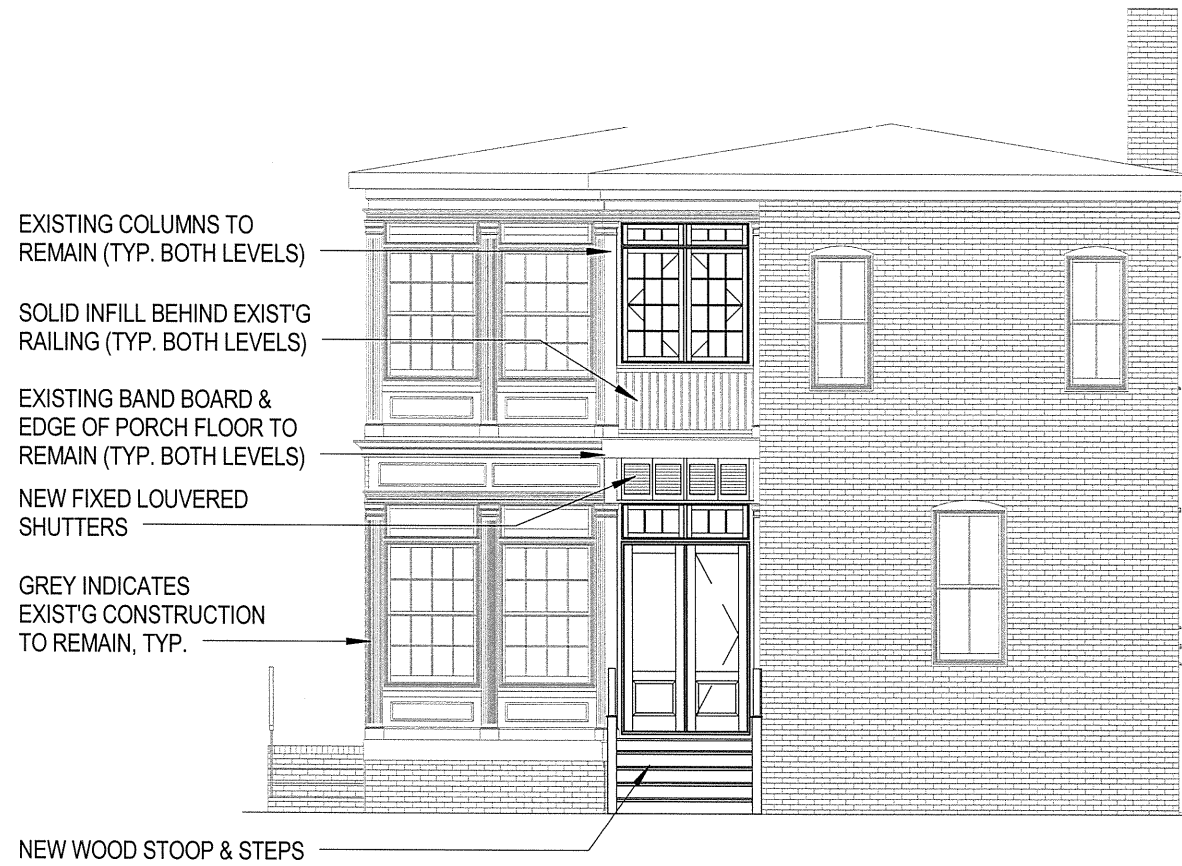 EXISTING COLUMNS TO
REMAIN (TYP. BOTH LEVELS)
SOLID INFILL BEHIND EXIST'G
RAILING (TYP. BOTH LEVELS)
EXISTING BAND BOARD &
EDGE OF PORCH FLOOR TO
REMAIN (TYP. BOTH LEVELS)
NEW FIXED LOUVERED
SHUTTERS
GREY INDICATES
EXIST'G CONSTRUCTION
TO REMAIN, TYP.
NEW WOOD STOOP & STEPS